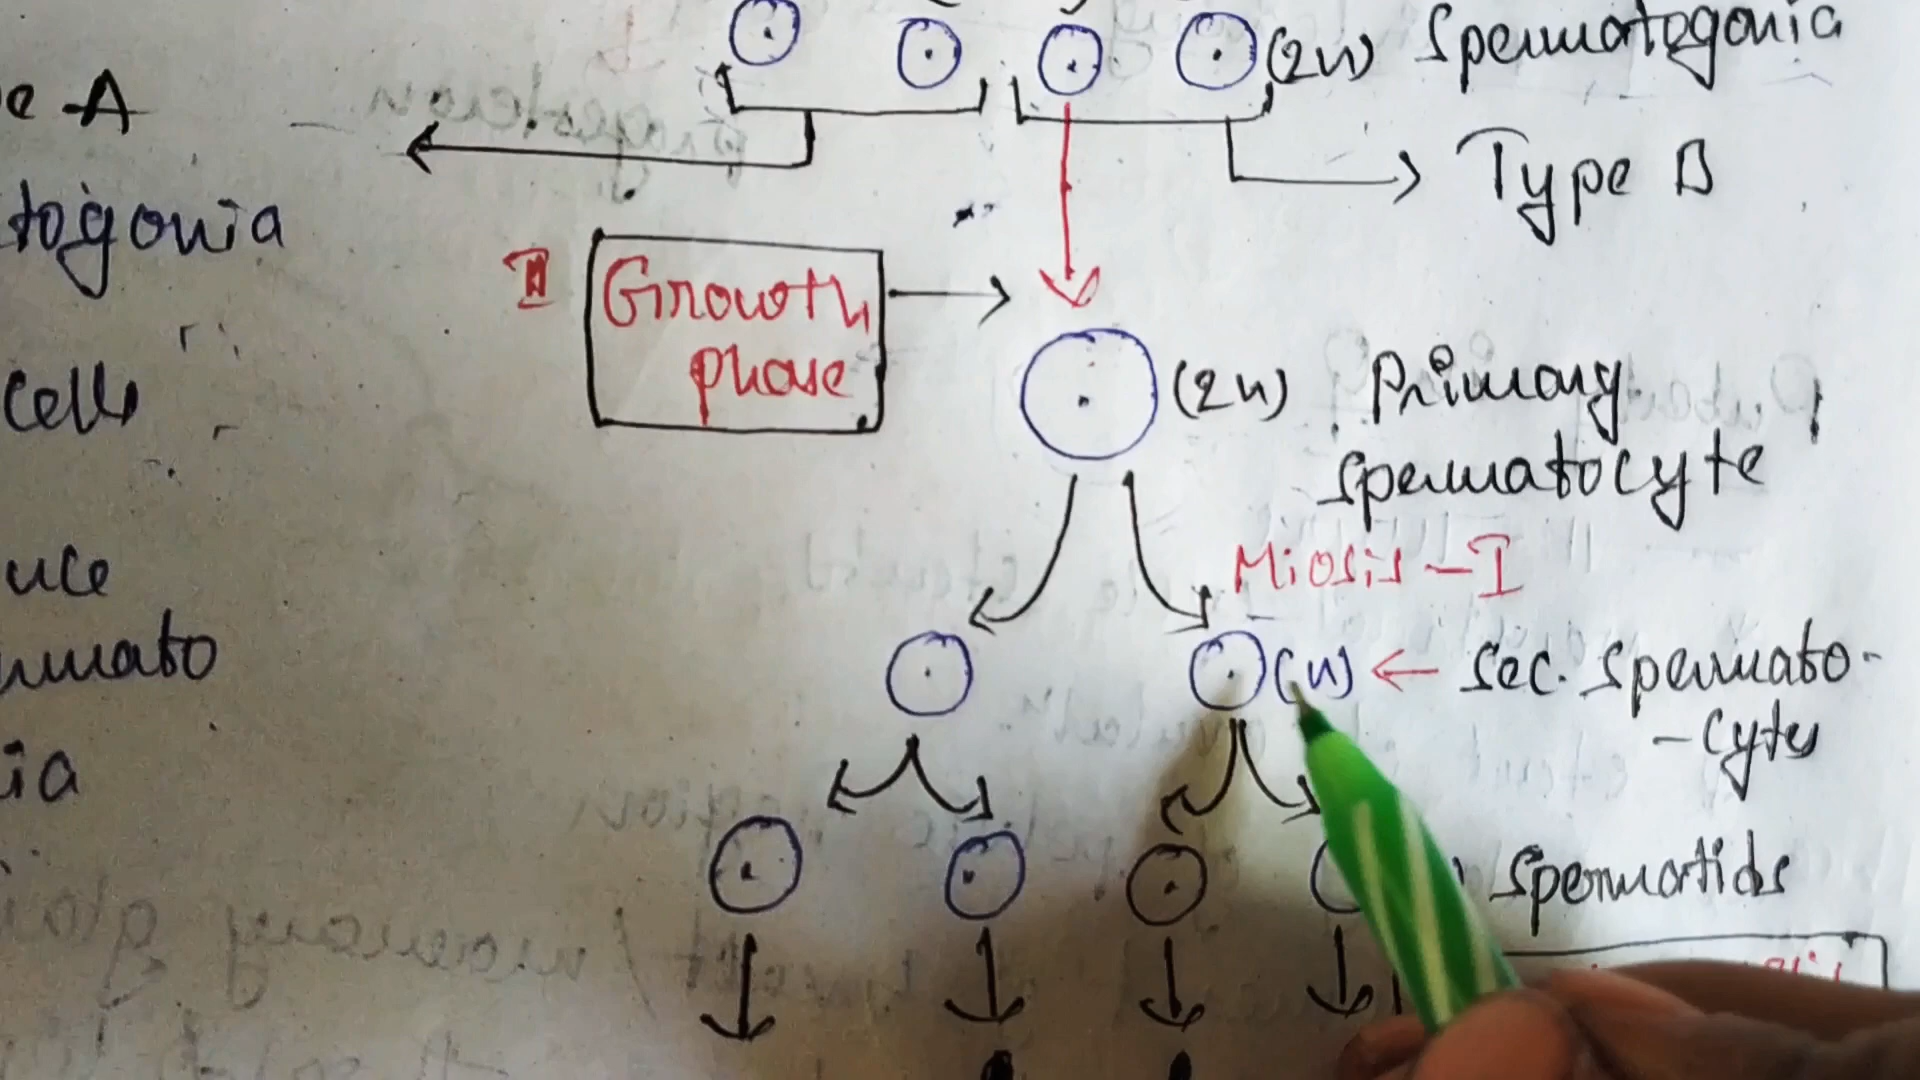 (2n) Spermatogonia
e A
Type B
togonia
II Growth
phase
(2n) Primary
cells
spermatocyte
Miosis - I
uce
(n) ← Sec. Spermato-
rmato
- Cytes
ia
Spermatids